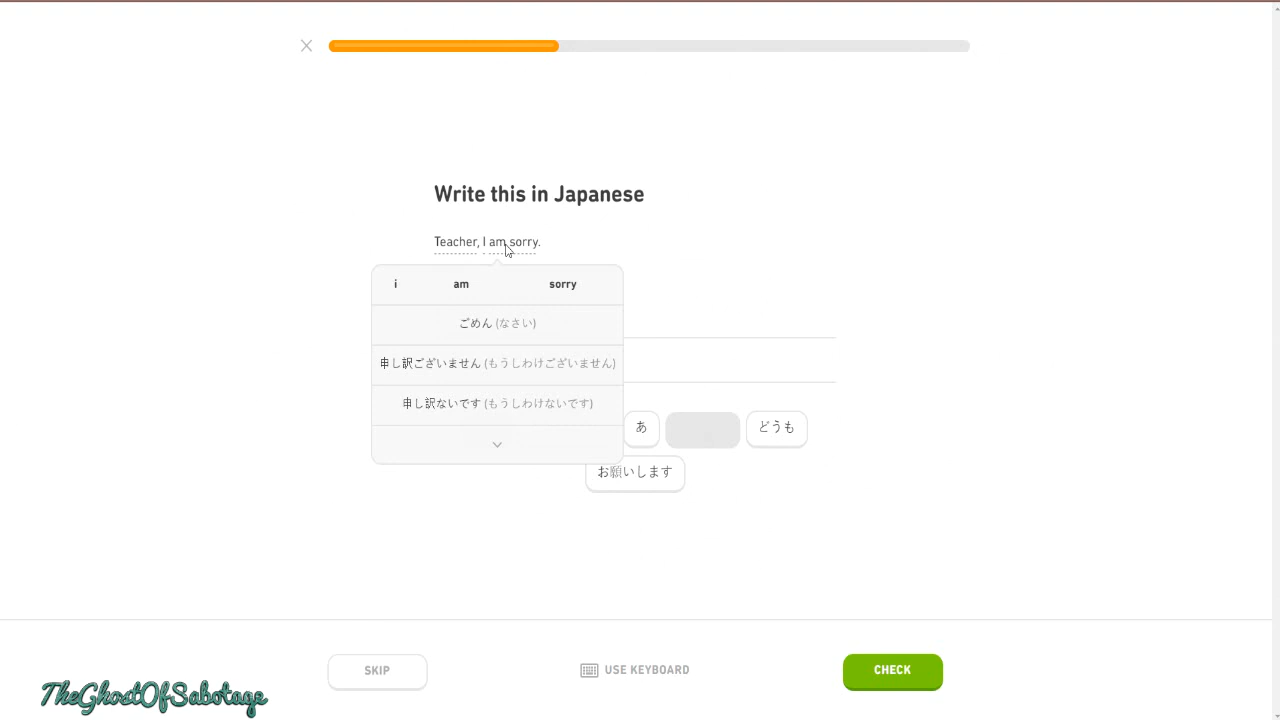 Write this in Japanese
Teacher, I am sorry.
i am sorry
ごめん (なさい)
申し訳ございません (もうしわけございません)
申し訳ないです (もうしわけないです)
あ どうも
お願いします
SKIP USE KEYBOARD CHECK
TheGhostOfSabotage